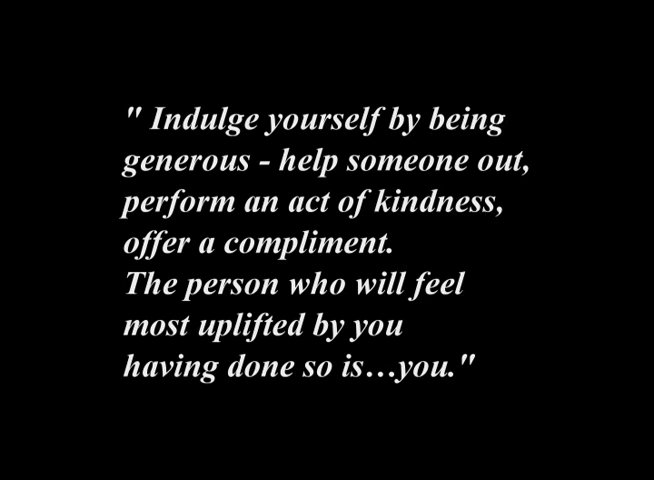 " Indulge yourself by being
generous - help someone out,
perform an act of kindness,
offer a compliment.
The person who will feel
most uplifted by you
having done so is…you."